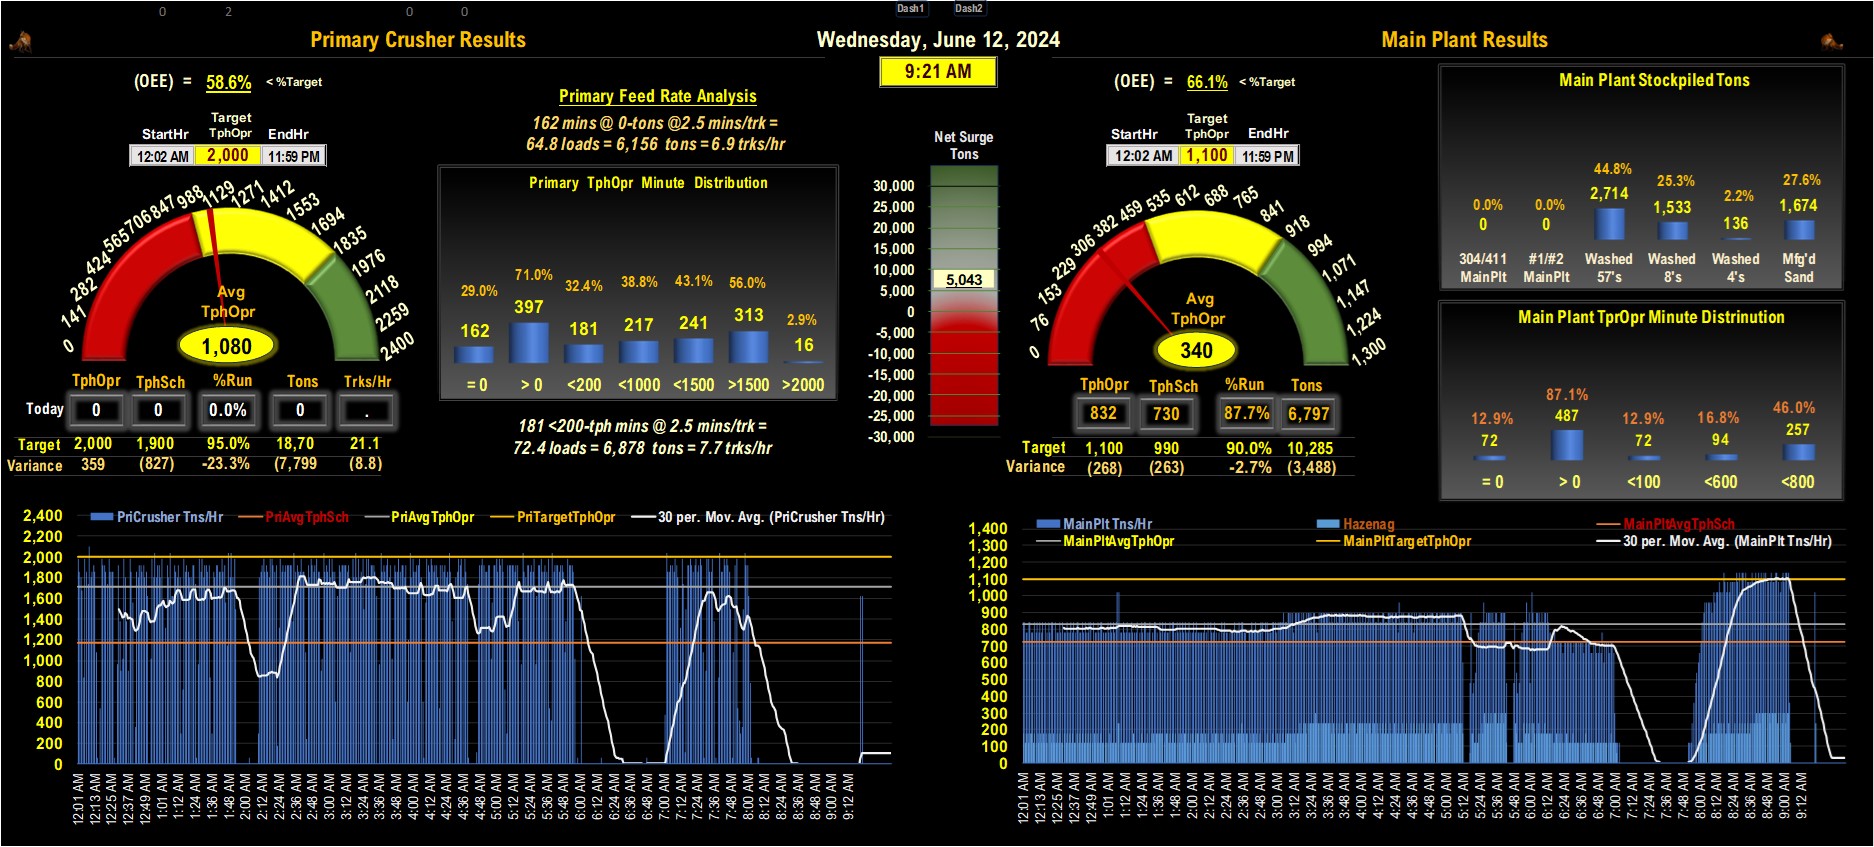 0 2 0 0 Dash1 Dash2
Primary Crusher Results
Wednesday, June 12, 2024
Main Plant Results
9:21 AM
(OEE) = 58.6% < %Target
StartHr Target TphOpr EndHr
12:02 AM 2,000 11:59 PM
0 141 282 424 565 706 847 988 1129 1271 1412 1553 1694 1835 1976 2118 2259 2400
Avg
TphOpr
1,080
TphOpr TphSch %Run Tons Trks/Hr
Today 0 0 0.0% 0 .
Target 2,000 1,900 95.0% 18,70 21.1
Variance 359 (827) -23.3% (7,799 (8.8)
Primary Feed Rate Analysis
162 mins @ 0-tons @2.5 mins/trk =
64.8 loads = 6,156 tons = 6.9 trks/hr
Primary TphOpr Minute Distribution
29.0% 71.0% 32.4% 38.8% 43.1% 56.0% 2.9%
162 397 181 217 241 313 16
= 0 > 0 <200 <1000 <1500 >1500 >2000
181 <200-tph mins @ 2.5 mins/trk =
72.4 loads = 6,878 tons = 7.7 trks/hr
Net Surge
Tons
30,000
25,000
20,000
15,000
10,000
5,043
5,000
0
-5,000
-10,000
-15,000
-20,000
-25,000
-30,000
(OEE) = 66.1% < %Target
StartHr Target TphOpr EndHr
12:02 AM 1,100 11:59 PM
0 76 153 229 306 382 459 535 612 688 765 841 918 994 1,071 1,147 1,224 1,300
Avg
TphOpr
340
TphOpr TphSch %Run Tons
832 730 87.7% 6,797
Target 1,100 990 90.0% 10,285
Variance (268) (263) -2.7% (3,488)
Main Plant Stockpiled Tons
0.0% 0.0% 44.8% 25.3% 2.2% 27.6%
0 0 2,714 1,533 136 1,674
304/411 #1/#2 Washed Washed Washed Mfg'd
MainPlt MainPlt 57's 8's 4's Sand
Main Plant TprOpr Minute Distrinution
12.9% 87.1% 12.9% 16.8% 46.0%
72 487 72 94 257
= 0 > 0 <100 <600 <800
PriCrusher Tns/Hr PriAvgTphSch PriAvgTphOpr PriTargetTphOpr 30 per. Mov. Avg. (PriCrusher Tns/Hr)
2,400
2,200
2,000
1,800
1,600
1,400
1,200
1,000
800
600
400
200
0
12:01 AM 12:13 AM 12:25 AM 12:37 AM 12:49 AM 1:01 AM 1:12 AM 1:24 AM 1:36 AM 1:48 AM 2:00 AM 2:12 AM 2:24 AM 2:36 AM 2:48 AM 3:00 AM 3:12 AM 3:24 AM 3:36 AM 3:48 AM 4:00 AM 4:12 AM 4:24 AM 4:36 AM 4:48 AM 5:00 AM 5:12 AM 5:24 AM 5:36 AM 5:48 AM 6:00 AM 6:12 AM 6:24 AM 6:36 AM 6:48 AM 7:00 AM 7:12 AM 7:24 AM 7:36 AM 7:48 AM 8:00 AM 8:12 AM 8:24 AM 8:36 AM 8:48 AM 9:00 AM 9:12 AM
MainPlt Tns/Hr Hazenag MainPltAvgTphSch
MainPltAvgTphOpr MainPltTargetTphOpr 30 per. Mov. Avg. (MainPlt Tns/Hr)
1,400
1,300
1,200
1,100
1,000
900
800
700
600
500
400
300
200
100
0
12:01 AM 12:13 AM 12:25 AM 12:37 AM 12:49 AM 1:01 AM 1:12 AM 1:24 AM 1:36 AM 1:48 AM 2:00 AM 2:12 AM 2:24 AM 2:36 AM 2:48 AM 3:00 AM 3:12 AM 3:24 AM 3:36 AM 3:48 AM 4:00 AM 4:12 AM 4:24 AM 4:36 AM 4:48 AM 5:00 AM 5:12 AM 5:24 AM 5:36 AM 5:48 AM 6:00 AM 6:12 AM 6:24 AM 6:36 AM 6:48 AM 7:00 AM 7:12 AM 7:24 AM 7:36 AM 7:48 AM 8:00 AM 8:12 AM 8:24 AM 8:36 AM 8:48 AM 9:00 AM 9:12 AM